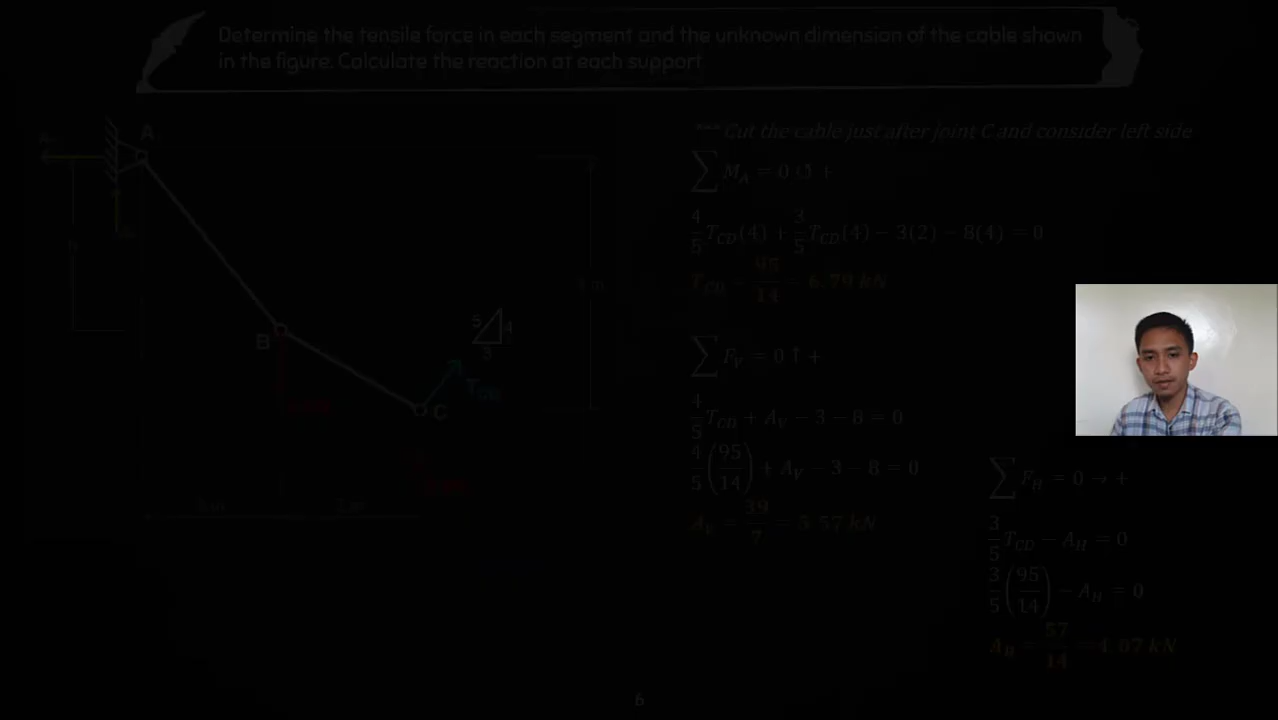 Determine the tensile force in each segment and the unknown dimension of the cable shown
in the figure. Calculate the reaction at each support
*** Cut the cable just after joint C and consider left side
∑ M_A = 0 ↺ +
4/5 T_CD (4) + 3/5 T_CD (4) − 3(2) − 8(4) = 0
T_CD = 95/14 = 6.79 kN
∑ F_V = 0 ↑ +
4/5 T_CD + A_V − 3 − 8 = 0
4/5 (95/14) + A_V − 3 − 8 = 0
A_V = 39/7 = 5.57 kN
∑ F_H = 0 → +
3/5 T_CD − A_H = 0
3/5 (95/14) − A_H = 0
A_H = 57/14 = 4.07 kN
A
B
C
5
4
3
T_CD
6